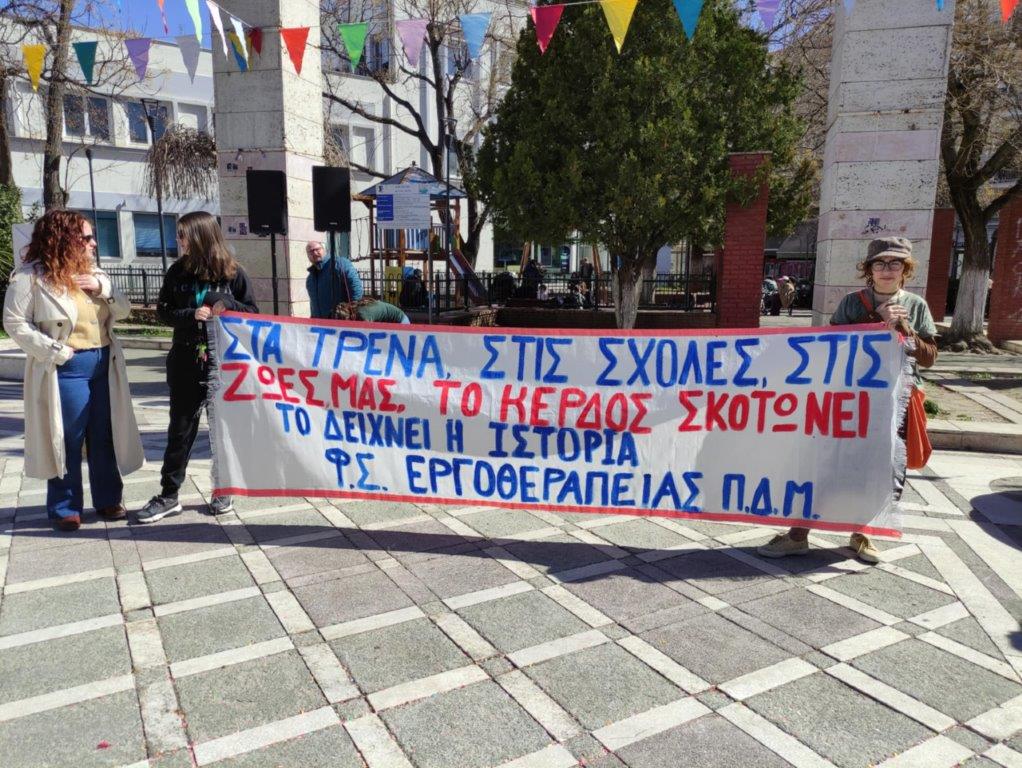 ΣΤΑ ΤΡΕΝΑ, ΣΤΙΣ ΣΧΟΛΕΣ, ΣΤΙΣ
ΖΩΕΣ ΜΑΣ, ΤΟ ΚΕΡΔΟΣ ΣΚΟΤΩΝΕΙ
ΤΟ ΔΕΙΧΝΕΙ Η ΙΣΤΟΡΙΑ
Φ.Σ. ΕΡΓΟΘΕΡΑΠΕΙΑΣ Π.Δ.Μ.